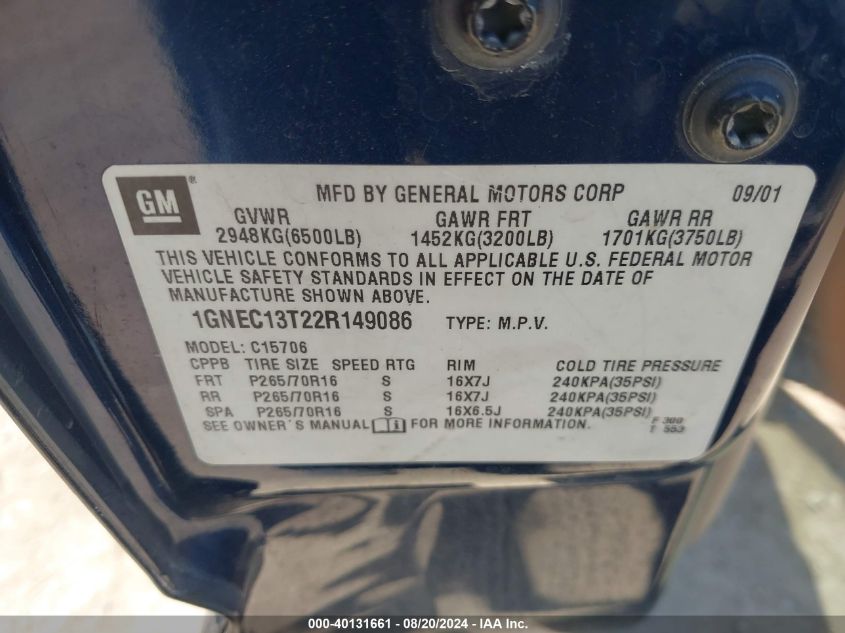 GM ® MFD BY GENERAL MOTORS CORP 09/01
GVWR GAWR FRT GAWR RR
2948KG(6500LB) 1452KG(3200LB) 1701KG(3750LB)
THIS VEHICLE CONFORMS TO ALL APPLICABLE U.S. FEDERAL MOTOR
VEHICLE SAFETY STANDARDS IN EFFECT ON THE DATE OF
MANUFACTURE SHOWN ABOVE.
1GNEC13T22R149086 TYPE: M.P.V.
MODEL: C15706
CPPB TIRE SIZE SPEED RTG RIM COLD TIRE PRESSURE
FRT P265/70R16 S 16X7J 240KPA(35PSI)
RR P265/70R16 S 16X7J 240KPA(35PSI)
SPA P265/70R16 S 16X6.5J 240KPA(35PSI)
SEE OWNER'S MANUAL FOR MORE INFORMATION.
F 300
T 553
000-40131661 - 08/20/2024 - IAA Inc.